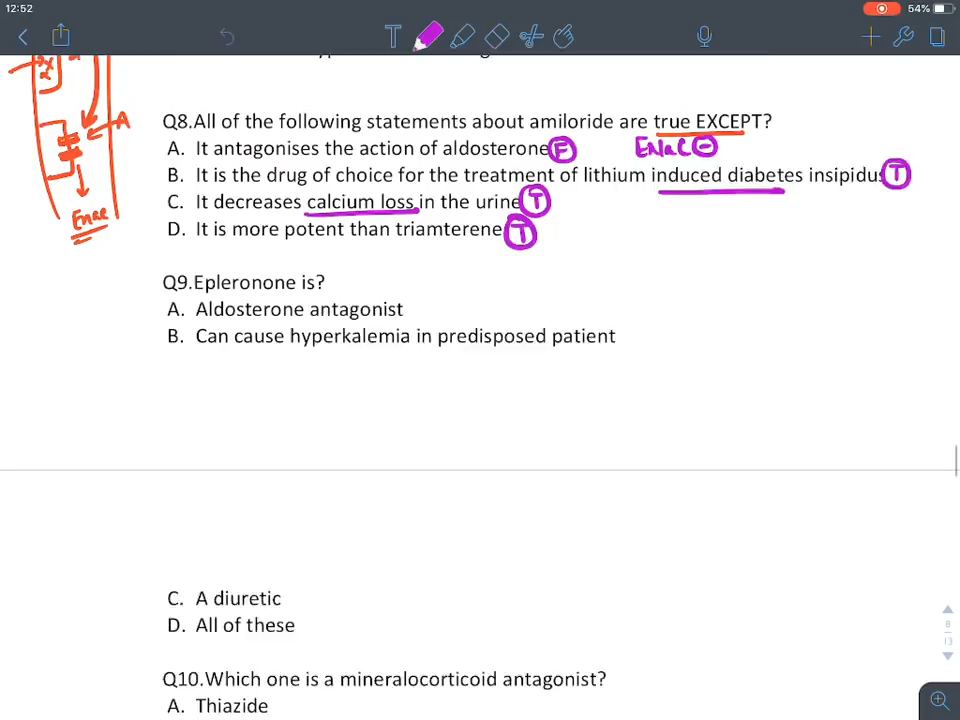 12:52
54%
T
A
Enac
Q8.All of the following statements about amiloride are true EXCEPT?
A. It antagonises the action of aldosterone F ENaC -
B. It is the drug of choice for the treatment of lithium induced diabetes insipidus T
C. It decreases calcium loss in the urine T
D. It is more potent than triamterene T
Q9.Epleronone is?
A. Aldosterone antagonist
B. Can cause hyperkalemia in predisposed patient
C. A diuretic
D. All of these
8
13
Q10.Which one is a mineralocorticoid antagonist?
A. Thiazide